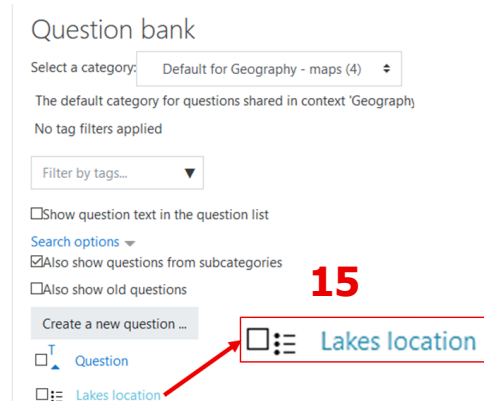 Question bank
Select a category: Default for Geography - maps (4)
The default category for questions shared in context 'Geography
No tag filters applied
Filter by tags...
Show question text in the question list
Search options
Also show questions from subcategories
Also show old questions
15
Create a new question ...
Lakes location
T Question
Lakes location